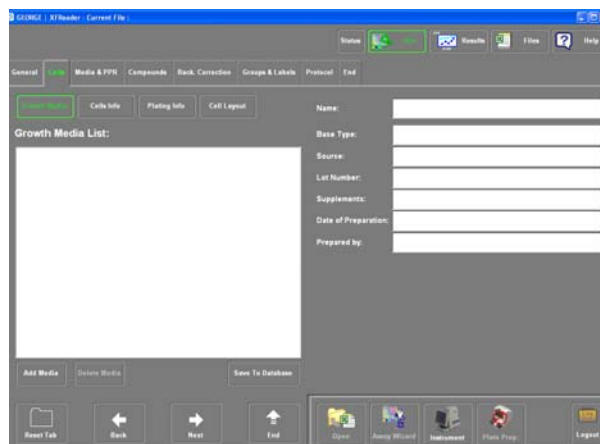 GEORGE | XFReader - Current File :
Status Results Files Help
General Cells Media & PPR Compounds Back. Correction Groups & Labels Protocol End
Growth Media Cells Info Plating Info Cell Layout
Growth Media List:
Name:
Base Type:
Source:
Lot Number:
Supplements:
Date of Preparation:
Prepared by:
Add Media Delete Media Save To Database
Reset Tab Back Next End Open Assay Wizard Instrument Plate Prep. Logout